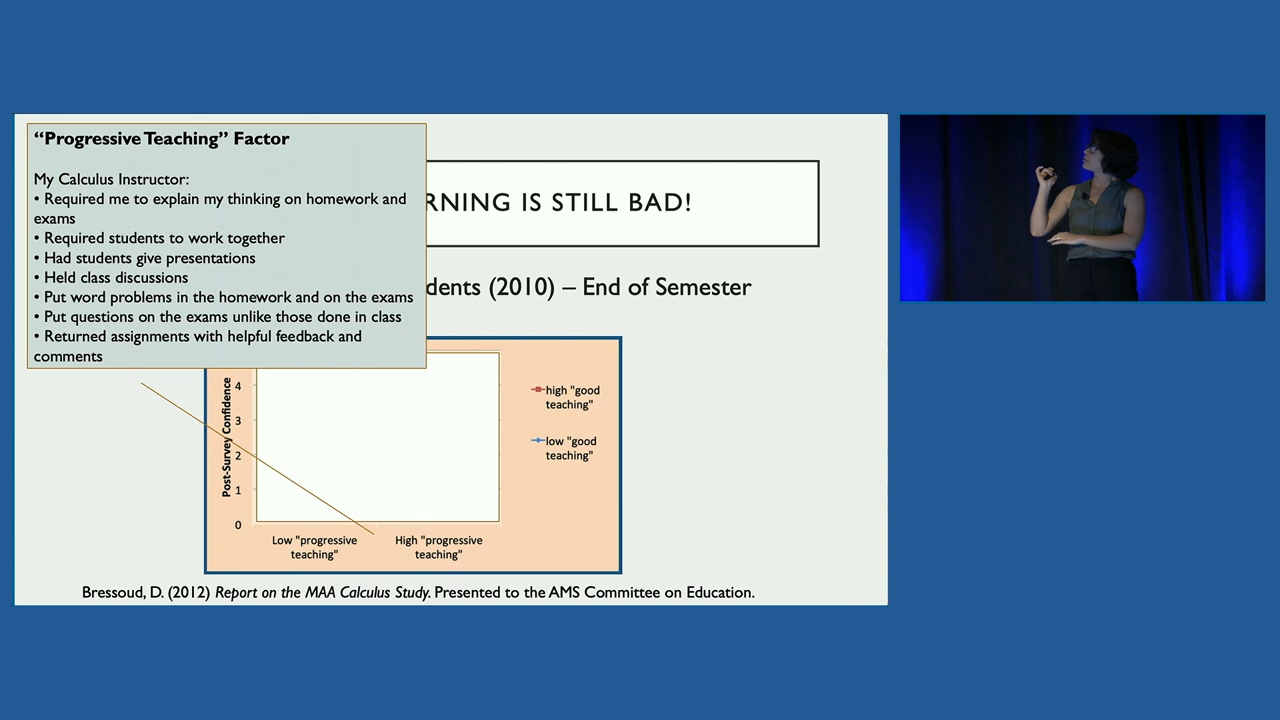 “Progressive Teaching” Factor
My Calculus Instructor:
• Required me to explain my thinking on homework and
exams
• Required students to work together
• Had students give presentations
• Held class discussions
• Put word problems in the homework and on the exams
• Put questions on the exams unlike those done in class
• Returned assignments with helpful feedback and
comments
RNING IS STILL BAD!
dents (2010) – End of Semester
Post-Survey Confidence
4
3
2
1
0
Low "progressive
teaching"
High "progressive
teaching"
high "good
teaching"
low "good
teaching"
Bressoud, D. (2012) Report on the MAA Calculus Study. Presented to the AMS Committee on Education.